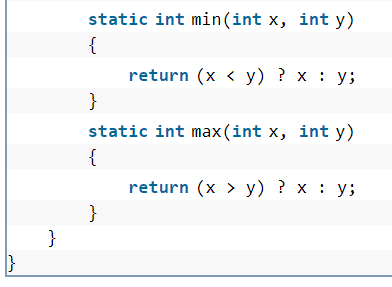 static int min(int x, int y)
{
return (x < y) ? x : y;
}
static int max(int x, int y)
{
return (x > y) ? x : y;
}
}
}